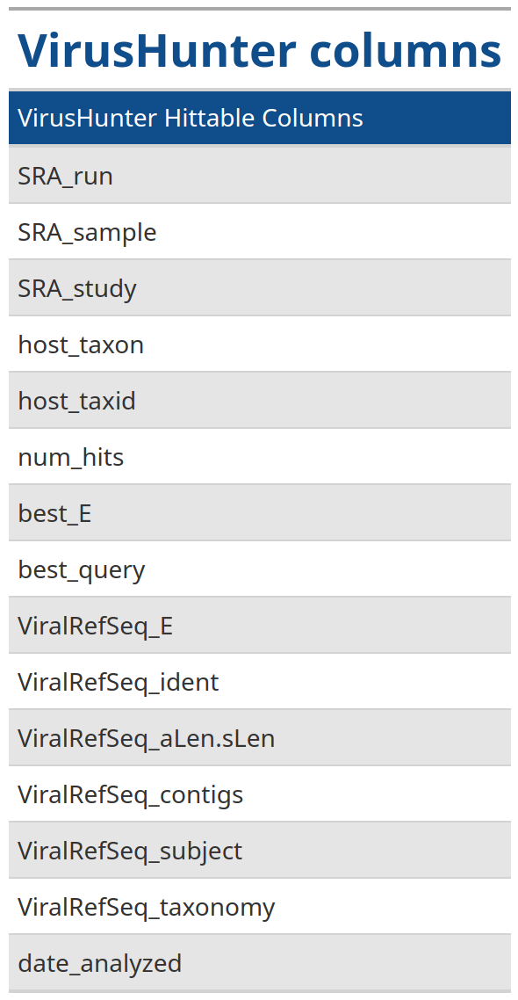 VirusHunter columns
VirusHunter Hittable Columns
SRA_run
SRA_sample
SRA_study
host_taxon
host_taxid
num_hits
best_E
best_query
ViralRefSeq_E
ViralRefSeq_ident
ViralRefSeq_aLen.sLen
ViralRefSeq_contigs
ViralRefSeq_subject
ViralRefSeq_taxonomy
date_analyzed